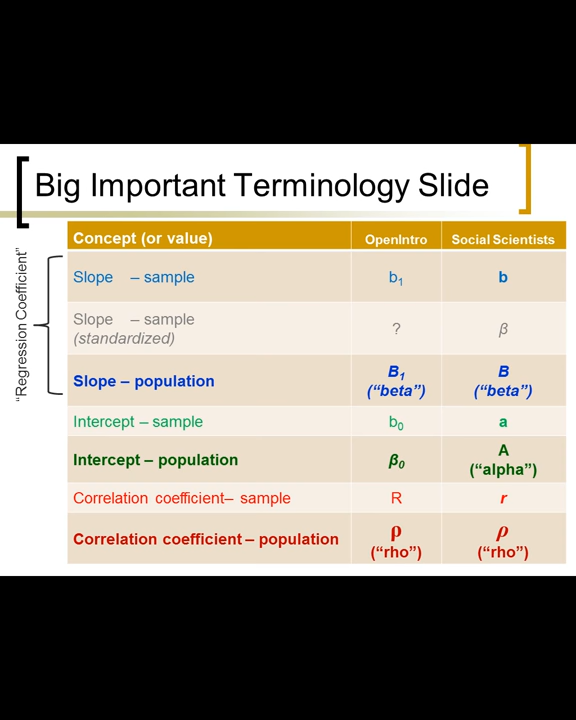 Big Important Terminology Slide
"Regression Coefficient"
Concept (or value) OpenIntro Social Scientists
Slope – sample b₁ b
Slope – sample (standardized) ? β
Slope – population B₁ ("beta") B ("beta")
Intercept – sample b₀ a
Intercept – population β₀ A ("alpha")
Correlation coefficient– sample R r
Correlation coefficient – population ρ ("rho") ρ ("rho")